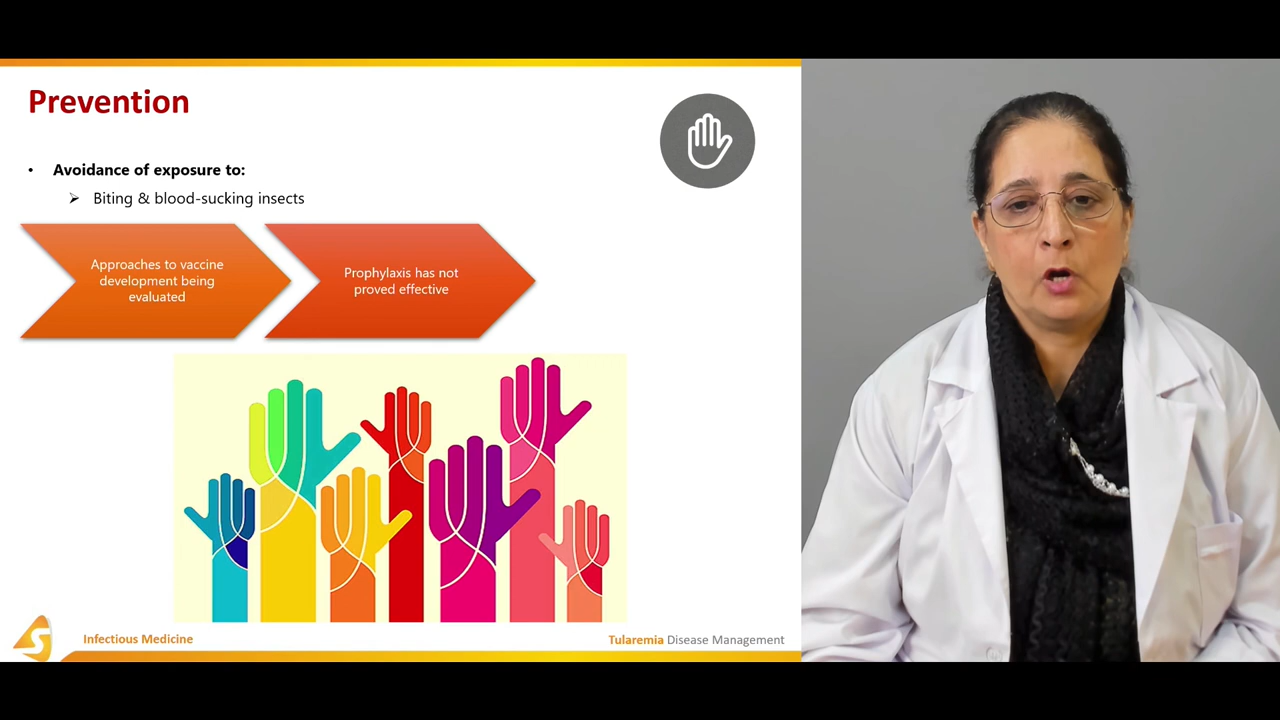 Prevention
• Avoidance of exposure to:
➢ Biting & blood-sucking insects
Approaches to vaccine
development being
evaluated
Prophylaxis has not
proved effective
S
Infectious Medicine
Tularemia Disease Management